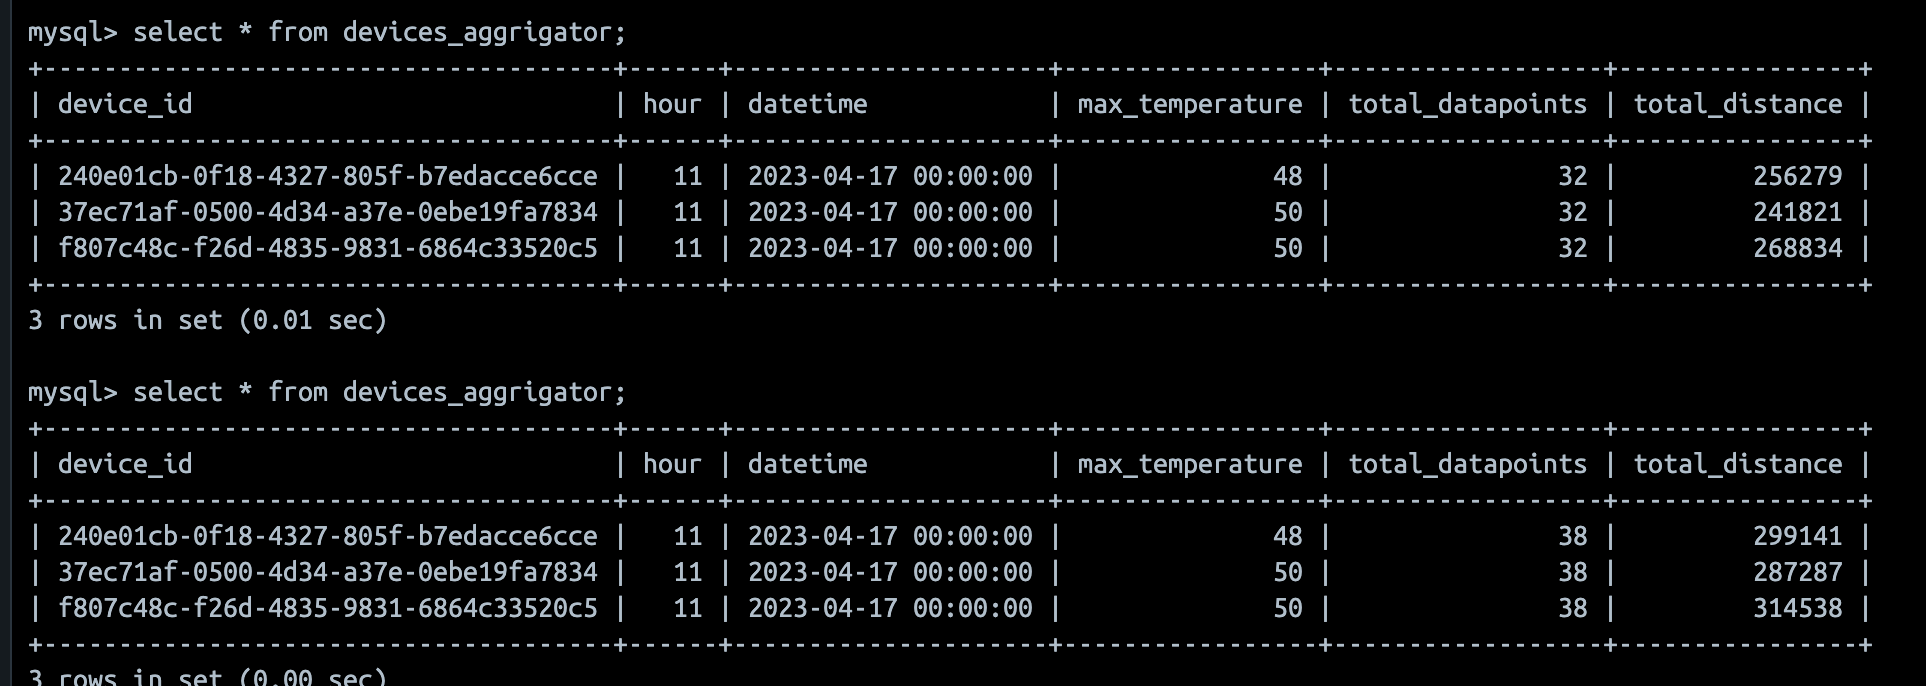 mysql> select * from devices_aggrigator;
+--------------------------------------+------+---------------------+-----------------+------------------+----------------+
| device_id                            | hour | datetime            | max_temperature | total_datapoints | total_distance |
+--------------------------------------+------+---------------------+-----------------+------------------+----------------+
| 240e01cb-0f18-4327-805f-b7edacce6cce |   11 | 2023-04-17 00:00:00 |              48 |               32 |         256279 |
| 37ec71af-0500-4d34-a37e-0ebe19fa7834 |   11 | 2023-04-17 00:00:00 |              50 |               32 |         241821 |
| f807c48c-f26d-4835-9831-6864c33520c5 |   11 | 2023-04-17 00:00:00 |              50 |               32 |         268834 |
+--------------------------------------+------+---------------------+-----------------+------------------+----------------+
3 rows in set (0.01 sec)

mysql> select * from devices_aggrigator;
+--------------------------------------+------+---------------------+-----------------+------------------+----------------+
| device_id                            | hour | datetime            | max_temperature | total_datapoints | total_distance |
+--------------------------------------+------+---------------------+-----------------+------------------+----------------+
| 240e01cb-0f18-4327-805f-b7edacce6cce |   11 | 2023-04-17 00:00:00 |              48 |               38 |         299141 |
| 37ec71af-0500-4d34-a37e-0ebe19fa7834 |   11 | 2023-04-17 00:00:00 |              50 |               38 |         287287 |
| f807c48c-f26d-4835-9831-6864c33520c5 |   11 | 2023-04-17 00:00:00 |              50 |               38 |         314538 |
+--------------------------------------+------+---------------------+-----------------+------------------+----------------+
3 rows in set (0.00 sec)